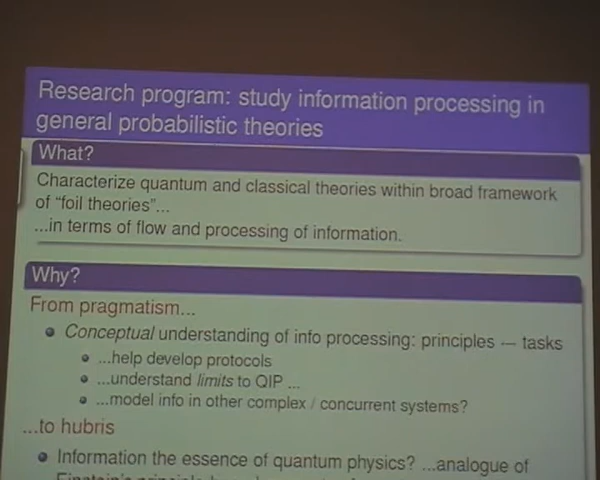 Research program: study information processing in
general probabilistic theories
What?
Characterize quantum and classical theories within broad framework
of “foil theories”...
...in terms of flow and processing of information.
Why?
From pragmatism...
Conceptual understanding of info processing: principles — tasks
...help develop protocols
...understand limits to QIP ...
...model info in other complex / concurrent systems?
...to hubris
Information the essence of quantum physics? ...analogue of